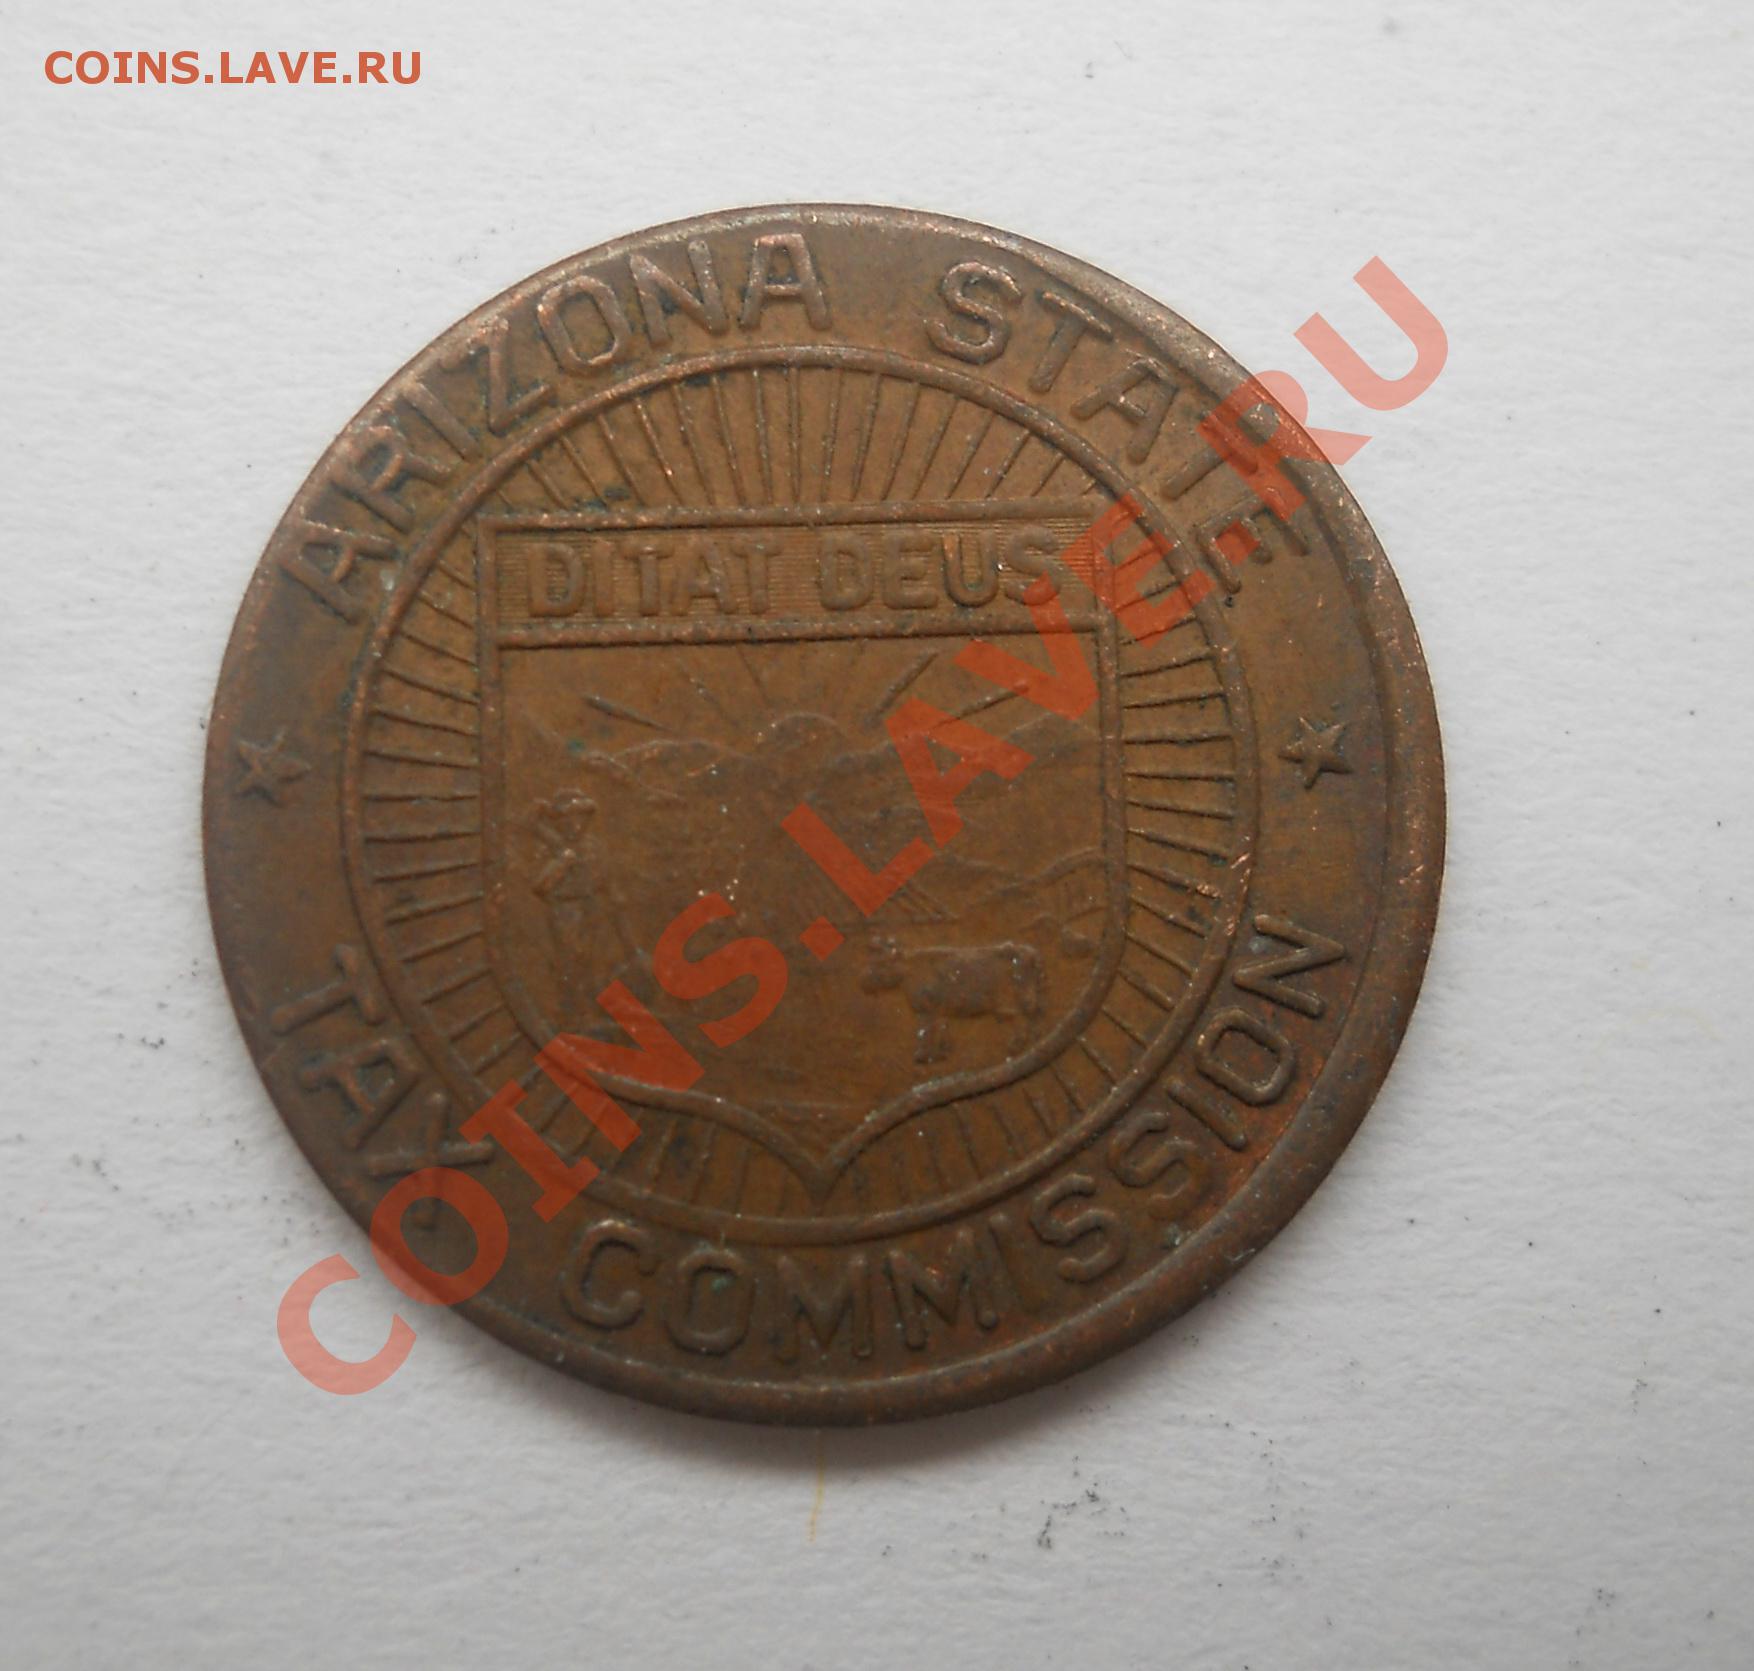 COINS.LAVE.RU
ARIZONA STATE
DITAT DEUS
TAX COMMISSION
COINS.LAVE.RU